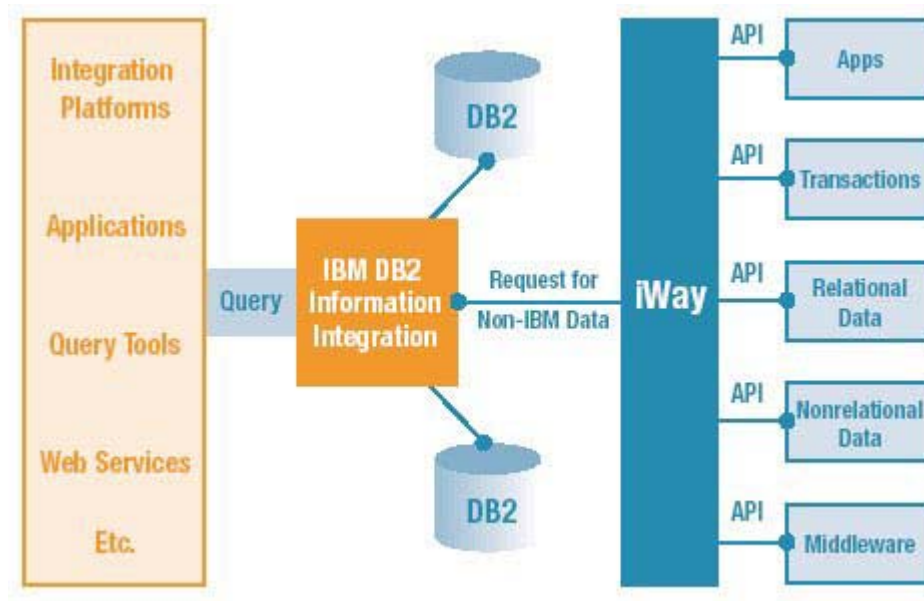 Integration
Platforms
Applications
Query Tools
Web Services
Etc.
Query
DB2
IBM DB2
Information
Integration
DB2
Request for
Non-IBM Data
iWay
API
Apps
API
Transactions
API
Relational
Data
API
Nonrelational
Data
API
Middleware